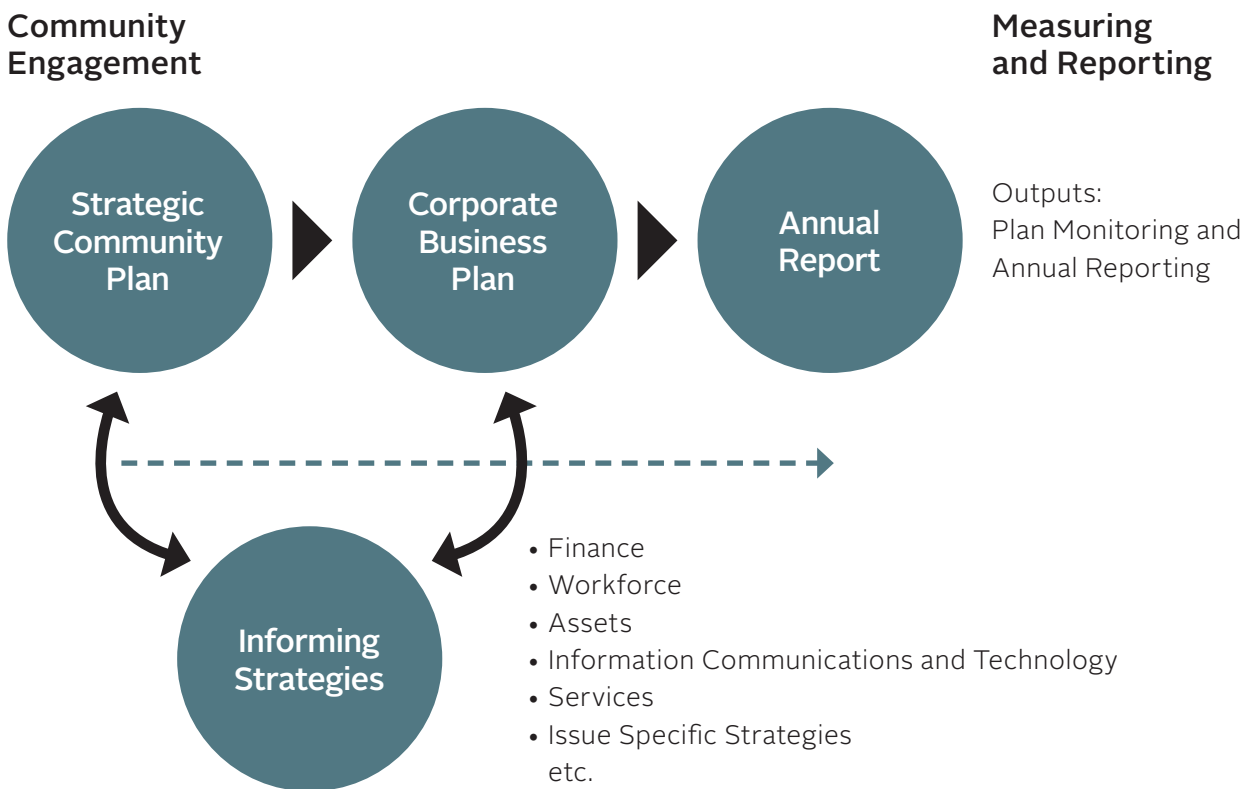 Community
Engagement
Measuring
and Reporting
Strategic
Community
Plan
Corporate
Business
Plan
Annual
Report
Outputs:
Plan Monitoring and
Annual Reporting
Informing
Strategies
• Finance
• Workforce
• Assets
• Information Communications and Technology
• Services
• Issue Specific Strategies
etc.